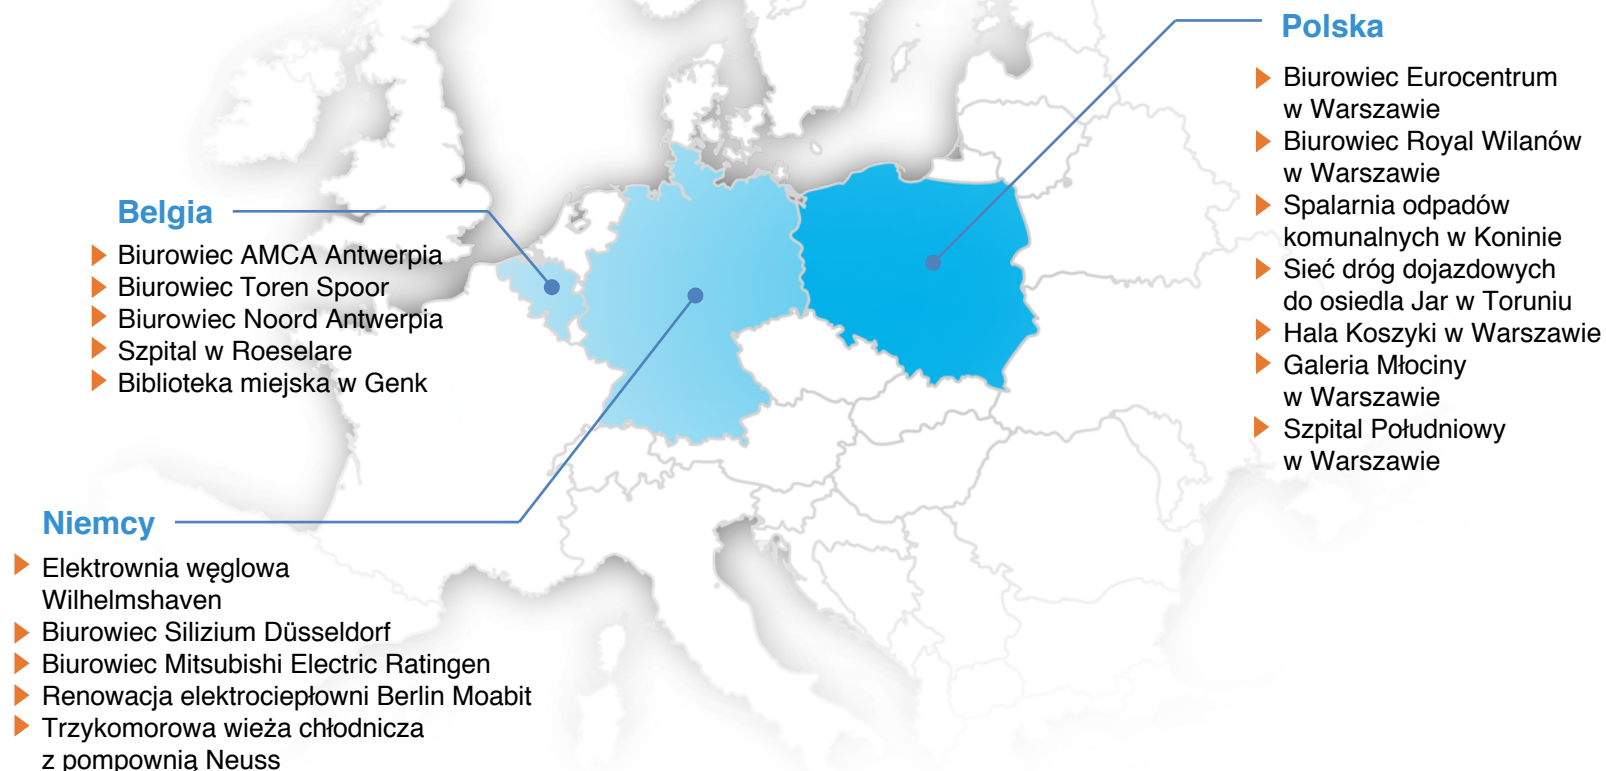 Polska
Biurowiec Eurocentrum
w Warszawie
Biurowiec Royal Wilanów
w Warszawie
Spalarnia odpadów
komunalnych w Koninie
Sieć dróg dojazdowych
do osiedla Jar w Toruniu
Hala Koszyki w Warszawie
Galeria Młociny
w Warszawie
Szpital Południowy
w Warszawie
Belgia
Biurowiec AMCA Antwerpia
Biurowiec Toren Spoor
Biurowiec Noord Antwerpia
Szpital w Roeselare
Biblioteka miejska w Genk
Niemcy
Elektrownia węglowa
Wilhelmshaven
Biurowiec Silizium Düsseldorf
Biurowiec Mitsubishi Electric Ratingen
Renowacja elektrociepłowni Berlin Moabit
Trzykomorowa wieża chłodnicza
z pompownią Neuss